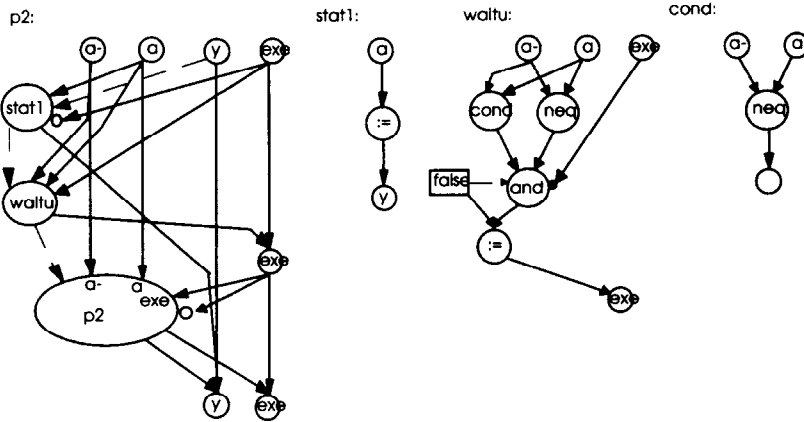 p2: stat1: waltu: cond:
a- a y exe a a- a exe a- a
stat1 := cond neq neq
waltu y false and
exe :=
a- a exe
p2 exe
y exe